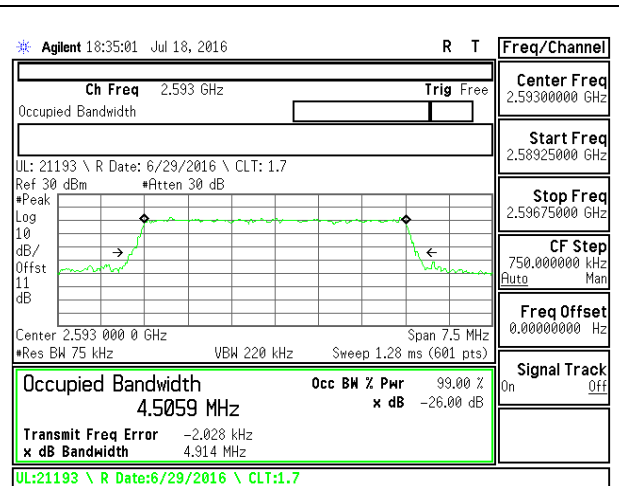 Agilent 18:35:01 Jul 18, 2016 R T Freq/Channel
Ch Freq 2.593 GHz Trig Free
Occupied Bandwidth
Center Freq
2.59300000 GHz
Start Freq
2.58925000 GHz
UL: 21193 \ R Date: 6/29/2016 \ CLT: 1.7
Ref 30 dBm #Atten 30 dB
#Peak
Log
10
dB/
Offst
11
dB
Stop Freq
2.59675000 GHz
CF Step
750.000000 kHz
Auto Man
Freq Offset
0.00000000 Hz
Center 2.593 000 0 GHz Span 7.5 MHz
#Res BW 75 kHz VBW 220 kHz Sweep 1.28 ms (601 pts)
Signal Track
On Off
Occupied Bandwidth Occ BW % Pwr 99.00 %
4.5059 MHz x dB -26.00 dB
Transmit Freq Error -2.028 kHz
x dB Bandwidth 4.914 MHz
UL:21193 \ R Date:6/29/2016 \ CLT:1.7